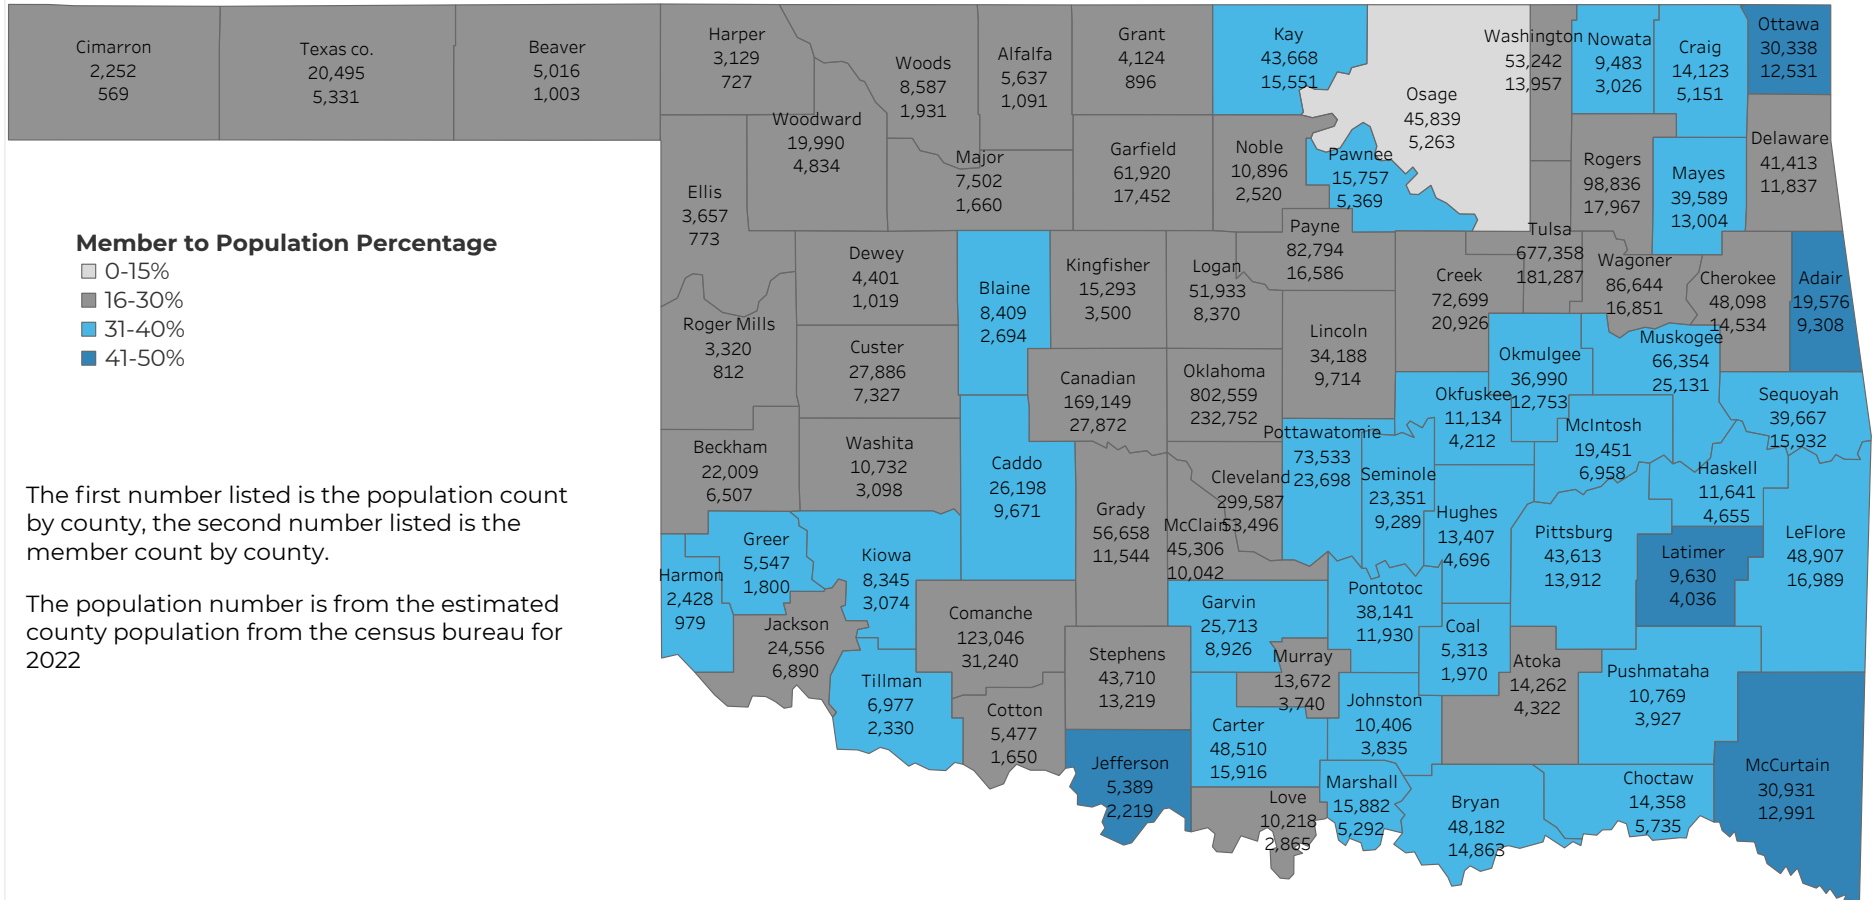 Cimarron
2,252
569
Texas co.
20,495
5,331
Beaver
5,016
1,003
Harper
3,129
727
Woods
8,587
1,931
Alfalfa
5,637
1,091
Grant
4,124
896
Kay
43,668
15,551
Osage
45,839
5,263
Washington
53,242
13,957
Nowata
9,483
3,026
Craig
14,123
5,151
Ottawa
30,338
12,531
Woodward
19,990
4,834
Major
7,502
1,660
Garfield
61,920
17,452
Noble
10,896
2,520
Pawnee
15,757
5,369
Rogers
98,836
17,967
Mayes
39,589
13,004
Delaware
41,413
11,837
Ellis
3,657
773
Member to Population Percentage
0-15%
16-30%
31-40%
41-50%
Dewey
4,401
1,019
Blaine
8,409
2,694
Kingfisher
15,293
3,500
Logan
51,933
8,370
Payne
82,794
16,586
Creek
72,699
20,926
Tulsa
677,358
181,287
Wagoner
86,644
16,851
Cherokee
48,098
14,534
Adair
19,576
9,308
Roger Mills
3,320
812
Custer
27,886
7,327
Canadian
169,149
27,872
Oklahoma
802,559
232,752
Lincoln
34,188
9,714
Okmulgee
36,990
12,753
Muskogee
66,354
25,131
Okfuskee
11,134
4,212
McIntosh
19,451
6,958
Sequoyah
39,667
15,932
Beckham
22,009
6,507
Washita
10,732
3,098
Caddo
26,198
9,671
Grady
56,658
11,544
McClain
45,306
10,042
Cleveland
299,587
53,496
Pottawatomie
73,533
23,698
Seminole
23,351
9,289
Hughes
13,407
4,696
Pittsburg
43,613
13,912
Haskell
11,641
4,655
Latimer
9,630
4,036
LeFlore
48,907
16,989
The first number listed is the population count
by county, the second number listed is the
member count by county.
The population number is from the estimated
county population from the census bureau for
2022
Harmon
2,428
979
Greer
5,547
1,800
Kiowa
8,345
3,074
Jackson
24,556
6,890
Tillman
6,977
2,330
Comanche
123,046
31,240
Cotton
5,477
1,650
Stephens
43,710
13,219
Jefferson
5,389
2,219
Garvin
25,713
8,926
Murray
13,672
3,740
Carter
48,510
15,916
Love
10,218
2,865
Pontotoc
38,141
11,930
Johnston
10,406
3,835
Marshall
15,882
5,292
Coal
5,313
1,970
Atoka
14,262
4,322
Bryan
48,182
14,863
Pushmataha
10,769
3,927
Choctaw
14,358
5,735
McCurtain
30,931
12,991